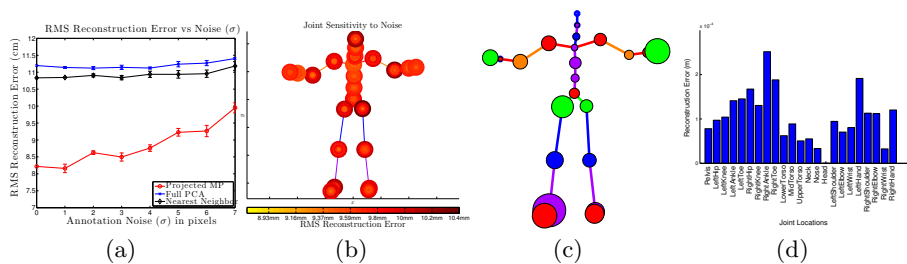 RMS Reconstruction Error vs Noise (σ)
RMS Reconstruction Error (cm)
12
11.5
11
10.5
10
9.5
9
8.5
8
7.5
7
Projected MP
Full PCA
Nearest Neighbor
0 1 2 3 4 5 6 7
Annotation Noise (σ) in pixels
(a)
Joint Sensitivity to Noise
8.93mm 9.16mm 9.37mm 9.59mm 9.8mm 10mm 10.2mm 10.4mm
RMS Reconstruction Error
(b)
(c)
Reconstruction Error (m)
2
1
0
Pelvis
LeftHip
LeftKnee
LeftAnkle
LeftToe
RightHip
RightKnee
RightAnkle
RightToe
LowerTorso
MidTorso
UpperTorso
Neck
Nose
Head
LeftShoulder
LeftElbow
LeftWrist
LeftHand
RightShoulder
RightElbow
RightWrist
RightHand
Joint Locations
(d)